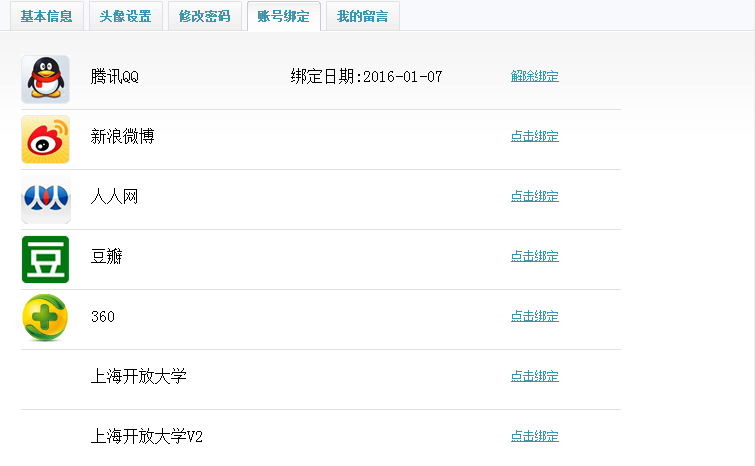 基本信息 头像设置 修改密码 账号绑定 我的留言
腾讯QQ 绑定日期:2016-01-07 解除绑定
新浪微博 点击绑定
人人网 点击绑定
豆 豆瓣 点击绑定
360 点击绑定
上海开放大学 点击绑定
上海开放大学V2 点击绑定